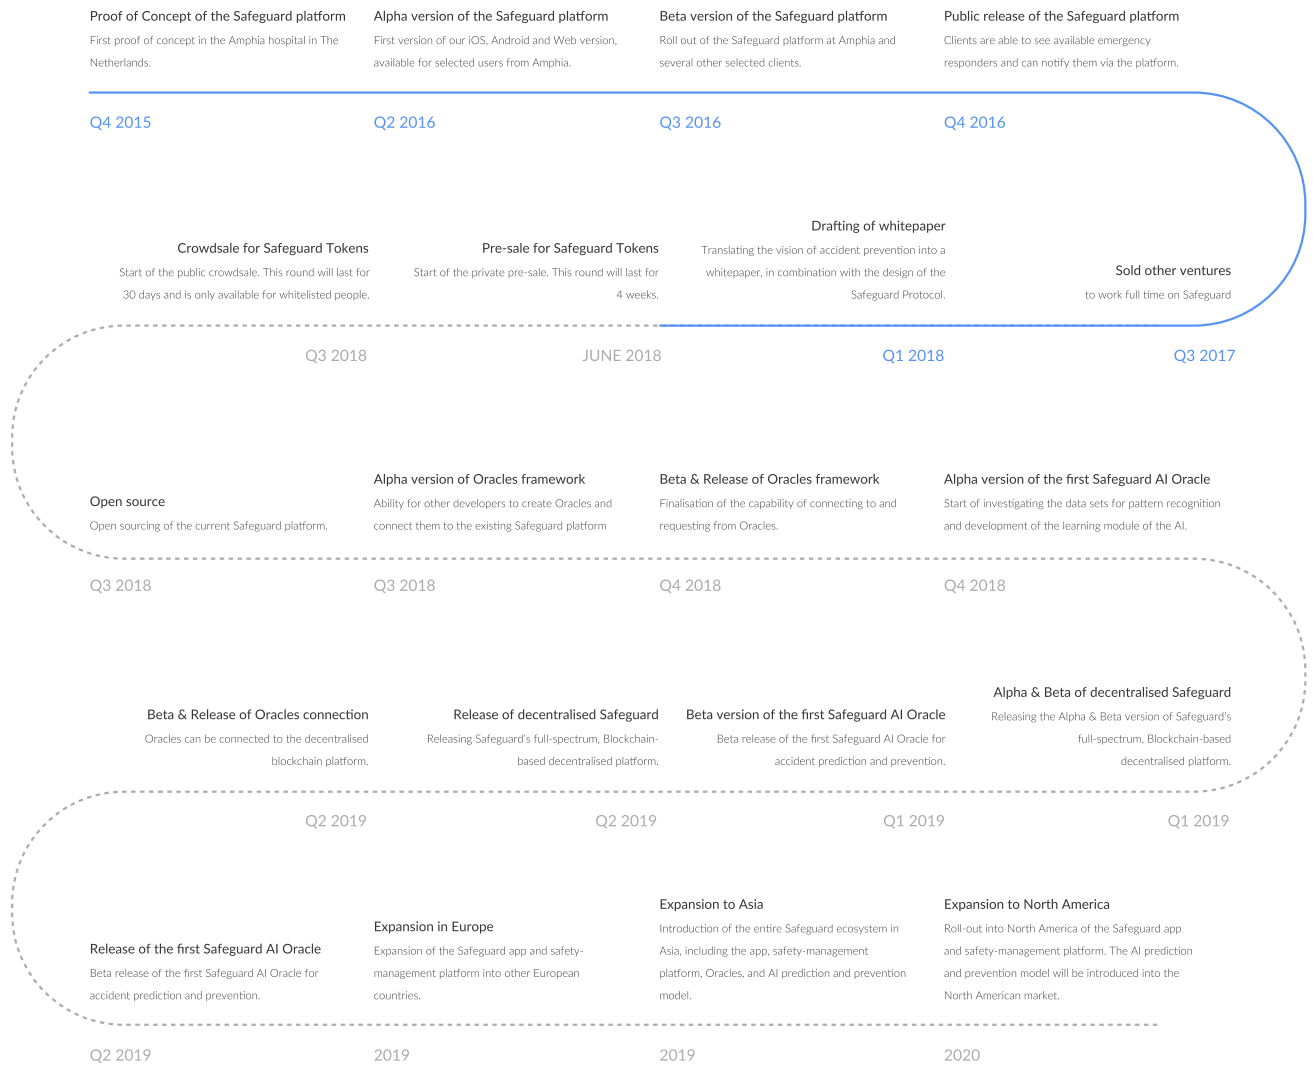 Proof of Concept of the Safeguard platform
First proof of concept in the Amphia hospital in The
Netherlands.
Q4 2015
Alpha version of the Safeguard platform
First version of our iOS, Android and Web version,
available for selected users from Amphia.
Q2 2016
Beta version of the Safeguard platform
Roll out of the Safeguard platform at Amphia and
several other selected clients.
Q3 2016
Public release of the Safeguard platform
Clients are able to see available emergency
responders and can notify them via the platform.
Q4 2016
Sold other ventures
to work full time on Safeguard
Q3 2017
Drafting of whitepaper
Translating the vision of accident prevention into a
whitepaper, in combination with the design of the
Safeguard Protocol.
Q1 2018
Pre-sale for Safeguard Tokens
Start of the private pre-sale. This round will last for
4 weeks.
JUNE 2018
Crowdsale for Safeguard Tokens
Start of the public crowdsale. This round will last for
30 days and is only available for whitelisted people.
Q3 2018
Open source
Open sourcing of the current Safeguard platform.
Q3 2018
Alpha version of Oracles framework
Ability for other developers to create Oracles and
connect them to the existing Safeguard platform
Q3 2018
Beta & Release of Oracles framework
Finalisation of the capability of connecting to and
requesting from Oracles.
Q4 2018
Alpha version of the first Safeguard AI Oracle
Start of investigating the data sets for pattern recognition
and development of the learning module of the AI.
Q4 2018
Alpha & Beta of decentralised Safeguard
Releasing the Alpha & Beta version of Safeguard's
full-spectrum, Blockchain-based
decentralised platform.
Q1 2019
Beta version of the first Safeguard AI Oracle
Beta release of the first Safeguard AI Oracle for
accident prediction and prevention.
Q1 2019
Release of decentralised Safeguard
Releasing Safeguard's full-spectrum, Blockchain-
based decentralised platform.
Q2 2019
Beta & Release of Oracles connection
Oracles can be connected to the decentralised
blockchain platform.
Q2 2019
Release of the first Safeguard AI Oracle
Beta release of the first Safeguard AI Oracle for
accident prediction and prevention.
Q2 2019
Expansion in Europe
Expansion of the Safeguard app and safety-
management platform into other European
countries.
2019
Expansion to Asia
Introduction of the entire Safeguard ecosystem in
Asia, including the app, safety-management
platform, Oracles, and AI prediction and prevention
model.
2019
Expansion to North America
Roll-out into North America of the Safeguard app
and safety-management platform. The AI prediction
and prevention model will be introduced into the
North American market.
2020